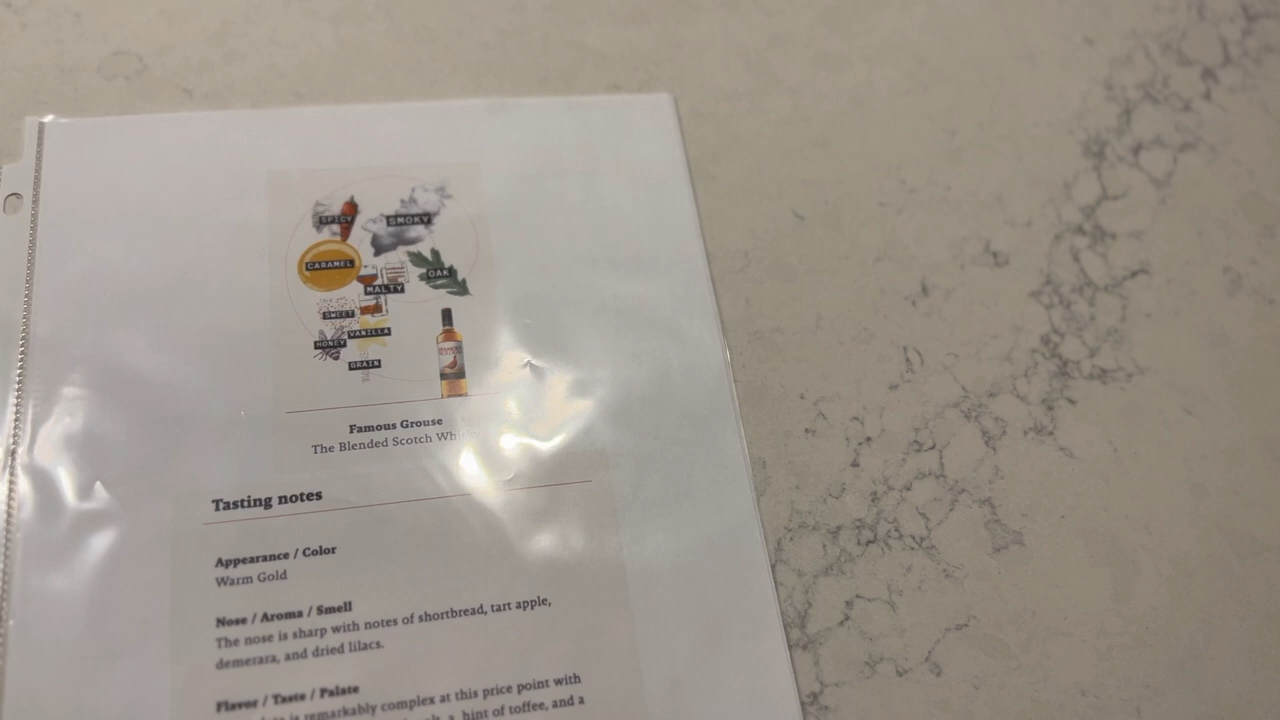 SPICY
SMOKY
CARAMEL
OAK
MALTY
SWEET
VANILLA
HONEY
GRAIN
Famous Grouse
The Blended Scotch
Tasting notes
Appearance / Color
Warm Gold
Nose / Aroma / Smell
The nose is sharp with notes of shortbread, tart apple,
demerara, and dried lilacs.
Flavor / Taste / Palate
is remarkably complex at this price point with
a hint of toffee, and a